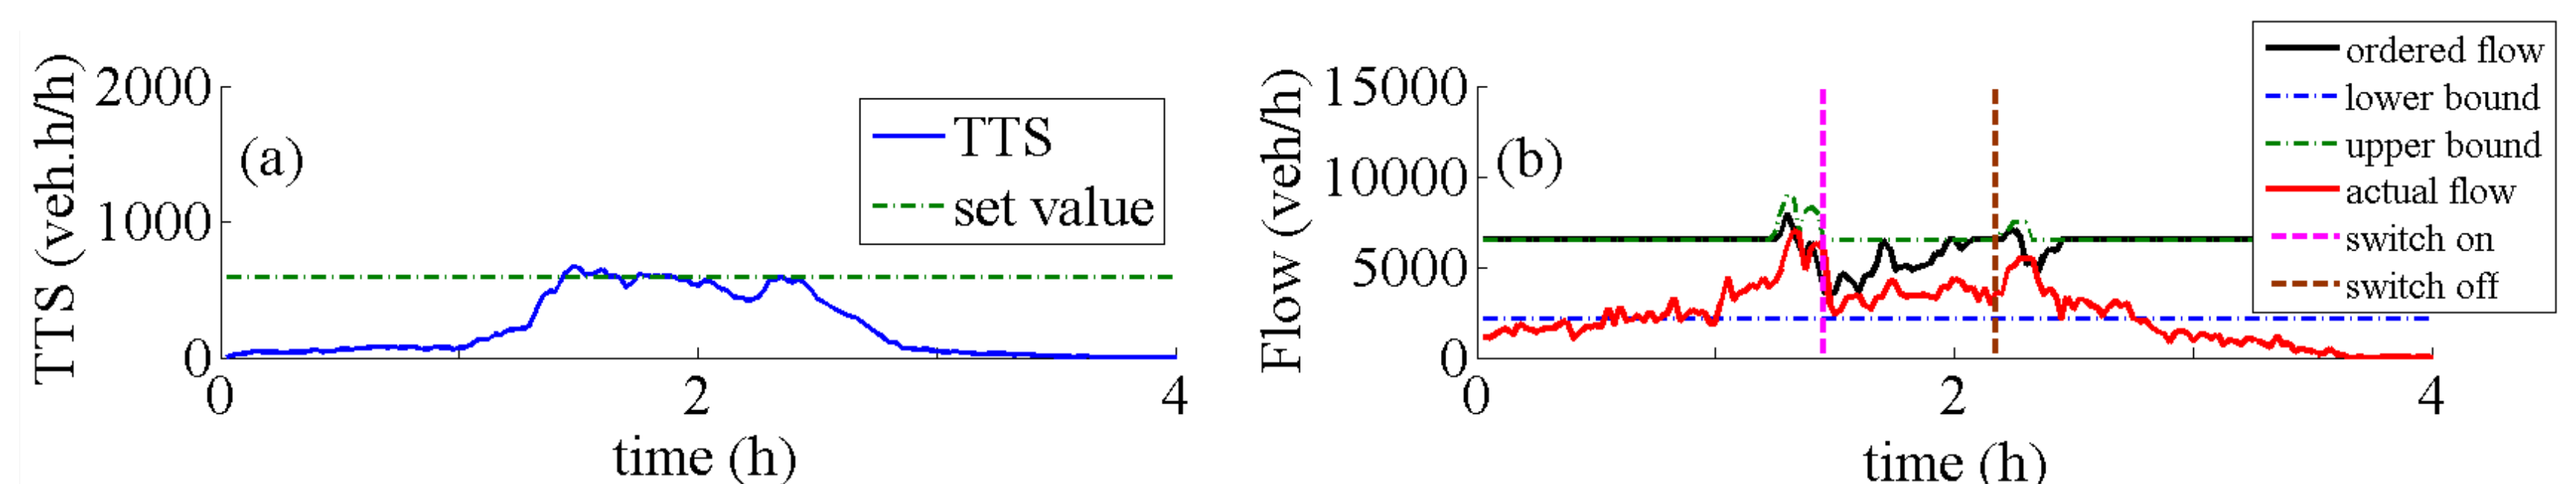 TTS (veh.h/h)
2000
1000
0
(a)
TTS
set value
0
2
4
time (h)
Flow (veh/h)
15000
10000
5000
0
(b)
ordered flow
lower bound
upper bound
actual flow
switch on
switch off
0
2
4
time (h)